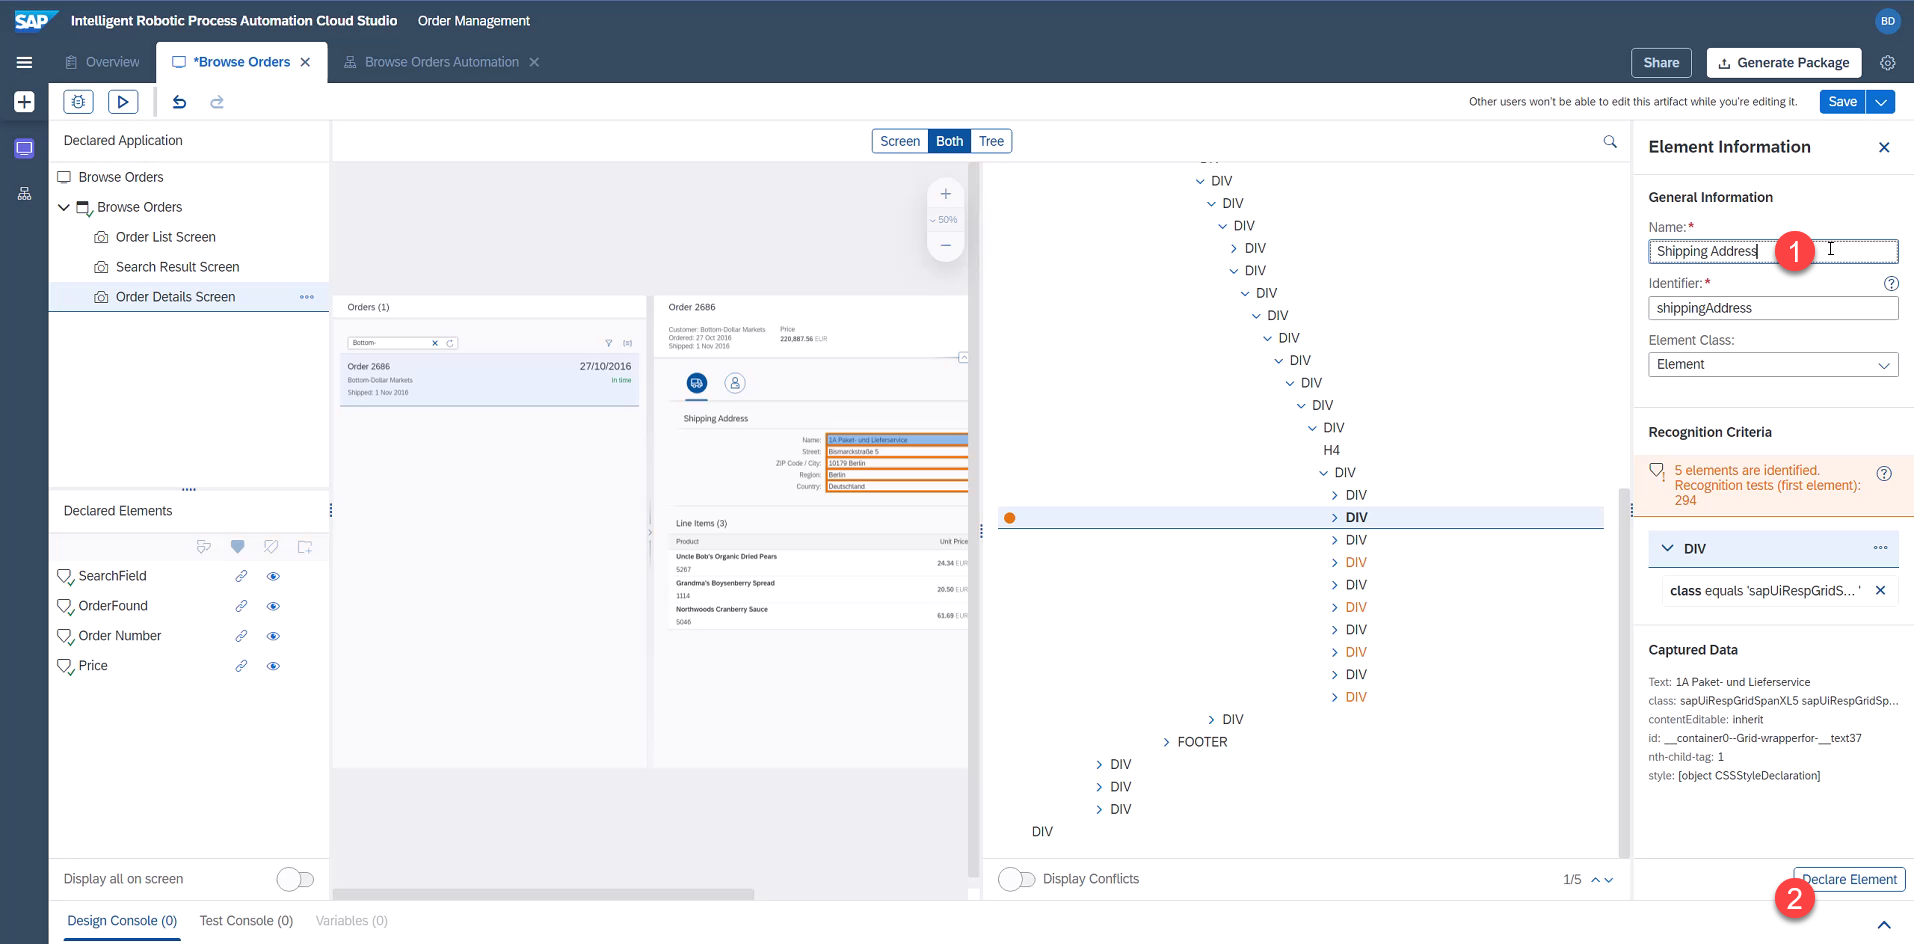 SAP Intelligent Robotic Process Automation Cloud Studio Order Management BD
Overview *Browse Orders Browse Orders Automation Share Generate Package
Other users won't be able to edit this artifact while you're editing it. Save
Declared Application
Browse Orders
Browse Orders
Order List Screen
Search Result Screen
Order Details Screen
Declared Elements
SearchField
OrderFound
Order Number
Price
Display all on screen
Screen Both Tree
50%
Orders (1)
Bottom-
Order 2686 27/10/2016
Bottom-Dollar Markets in time
Shipped: 1 Nov 2016
Order 2686
Customer: Bottom-Dollar Markets Price
Ordered: 27 Oct 2016 220,887.56 EUR
Shipped: 1 Nov 2016
Shipping Address
Name: 1A Paket- und Lieferservice
Street: Bismarckstraße 5
ZIP Code / City: 10179 Berlin
Region: Berlin
Country: Deutschland
Line Items (3)
Product Unit Price
Uncle Bob's Organic Dried Pears 24.34 EUR
5267
Grandma's Boysenberry Spread 20.50 EUR
1114
Northwoods Cranberry Sauce 61.69 EUR
5046
DIV
DIV
DIV
DIV
DIV
DIV
DIV
DIV
DIV
DIV
DIV
DIV
DIV
H4
DIV
DIV
DIV
DIV
DIV
DIV
DIV
DIV
DIV
DIV
DIV
DIV
FOOTER
DIV
DIV
DIV
DIV
Display Conflicts 1/5
Element Information
General Information
Name:*
Shipping Address 1
Identifier:*
shippingAddress
Element Class:
Element
Recognition Criteria
5 elements are identified.
Recognition tests (first element):
294
DIV
class equals 'sapUiRespGridS... '
Captured Data
Text: 1A Paket- und Lieferservice
class: sapUiRespGridSpanXL5 sapUiRespGridSp...
contentEditable: inherit
id: __container0--Grid-wrapperfor-__text37
nth-child-tag: 1
style: [object CSSStyleDeclaration]
Declare Element
2
Design Console (0) Test Console (0) Variables (0)